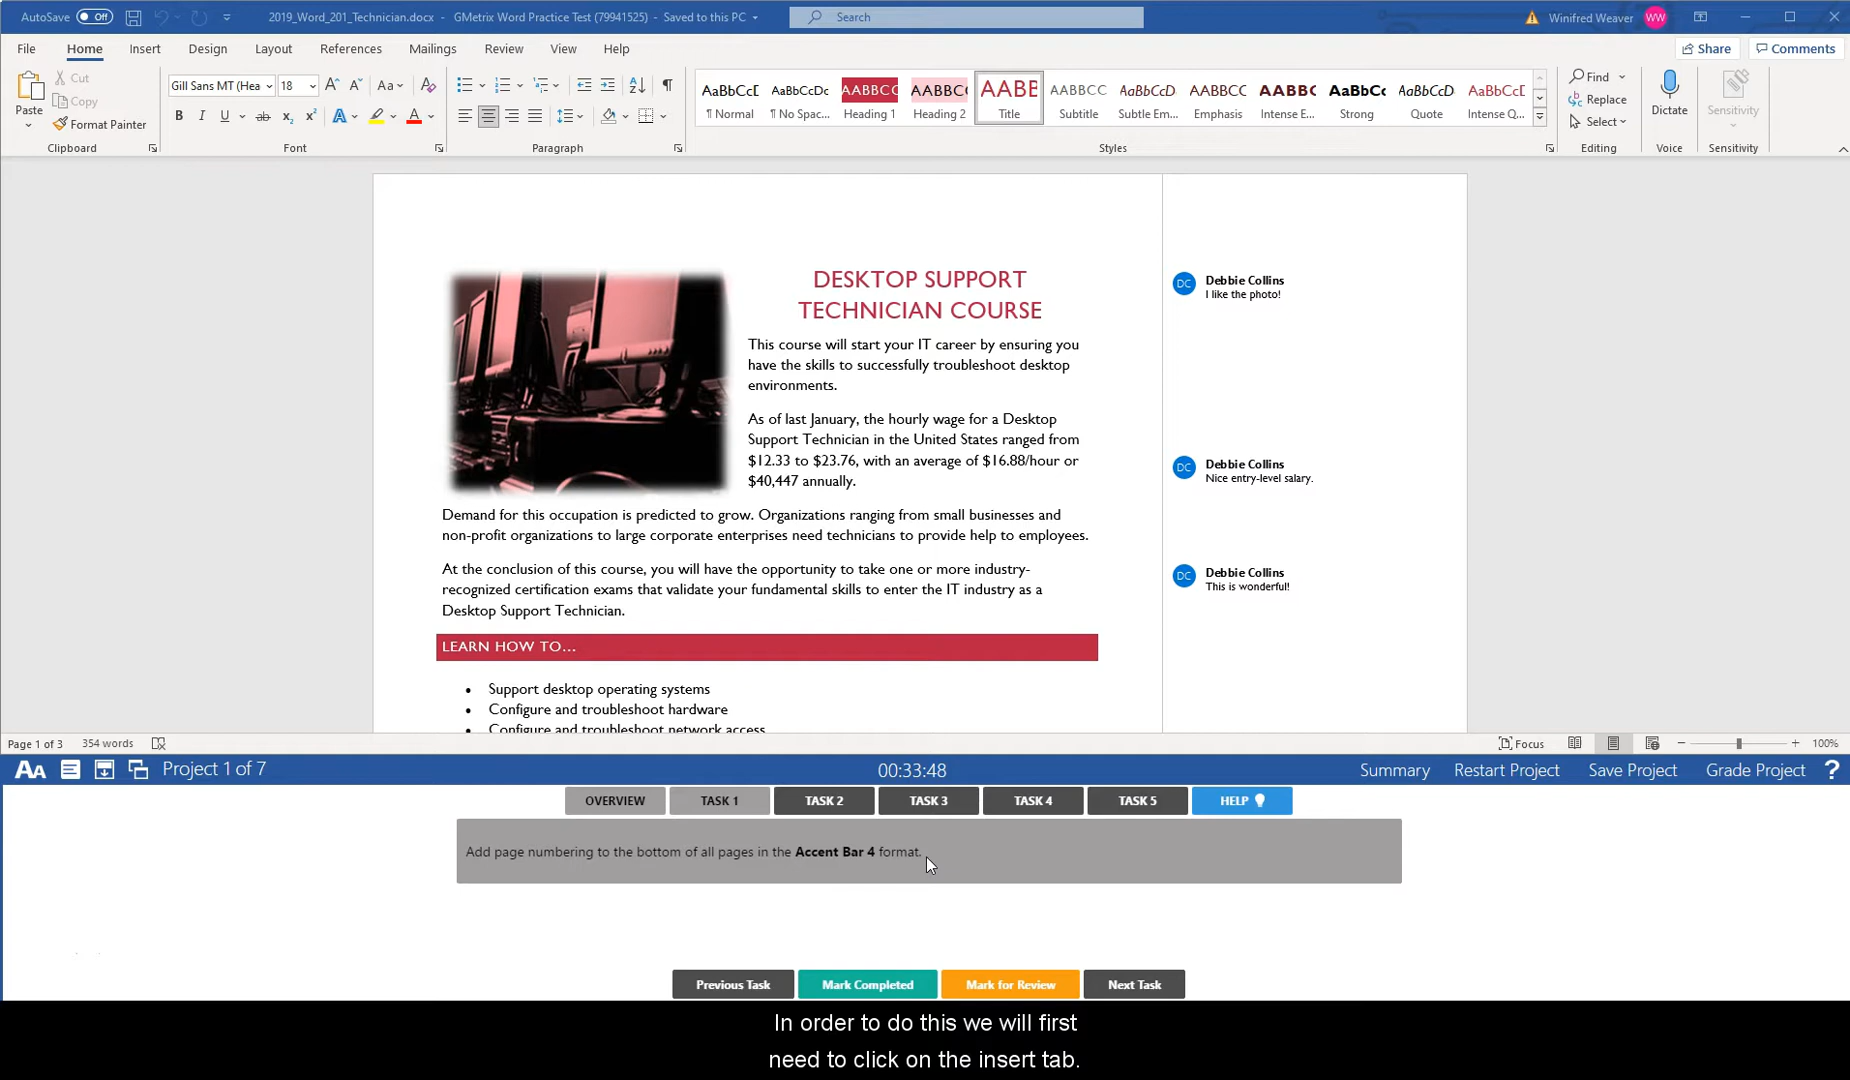 AutoSave Off 2019_Word_201_Technician.docx - GMetrix Word Practice Test (79941525) - Saved to this PC Search Winifred Weaver WW
File Home Insert Design Layout References Mailings Review View Help Share Comments
Paste Cut Copy Format Painter
Clipboard
Gill Sans MT (Hea 18
Font
Paragraph
AaBbCcD AaBbCcDc AABBCC AABBCC AABB AABBCC AaBbCcD AABBCC AABBC AaBbCc AaBbCcD AaBbCcL
¶ Normal ¶ No Spac... Heading 1 Heading 2 Title Subtitle Subtle Em... Emphasis Intense E... Strong Quote Intense Q...
Styles
Find
Replace
Select
Editing
Dictate
Voice
Sensitivity
Sensitivity
DESKTOP SUPPORT
TECHNICIAN COURSE
This course will start your IT career by ensuring you
have the skills to successfully troubleshoot desktop
environments.
As of last January, the hourly wage for a Desktop
Support Technician in the United States ranged from
$12.33 to $23.76, with an average of $16.88/hour or
$40,447 annually.
Demand for this occupation is predicted to grow. Organizations ranging from small businesses and
non-profit organizations to large corporate enterprises need technicians to provide help to employees.
At the conclusion of this course, you will have the opportunity to take one or more industry-
recognized certification exams that validate your fundamental skills to enter the IT industry as a
Desktop Support Technician.
LEARN HOW TO...
• Support desktop operating systems
• Configure and troubleshoot hardware
• Configure and troubleshoot network access
DC Debbie Collins
I like the photo!
DC Debbie Collins
Nice entry-level salary.
DC Debbie Collins
This is wonderful!
Page 1 of 3 354 words Focus 100%
AA Project 1 of 7 00:33:48 Summary Restart Project Save Project Grade Project ?
OVERVIEW TASK 1 TASK 2 TASK 3 TASK 4 TASK 5 HELP
Add page numbering to the bottom of all pages in the Accent Bar 4 format.
Previous Task Mark Completed Mark for Review Next Task
In order to do this we will first
need to click on the insert tab.